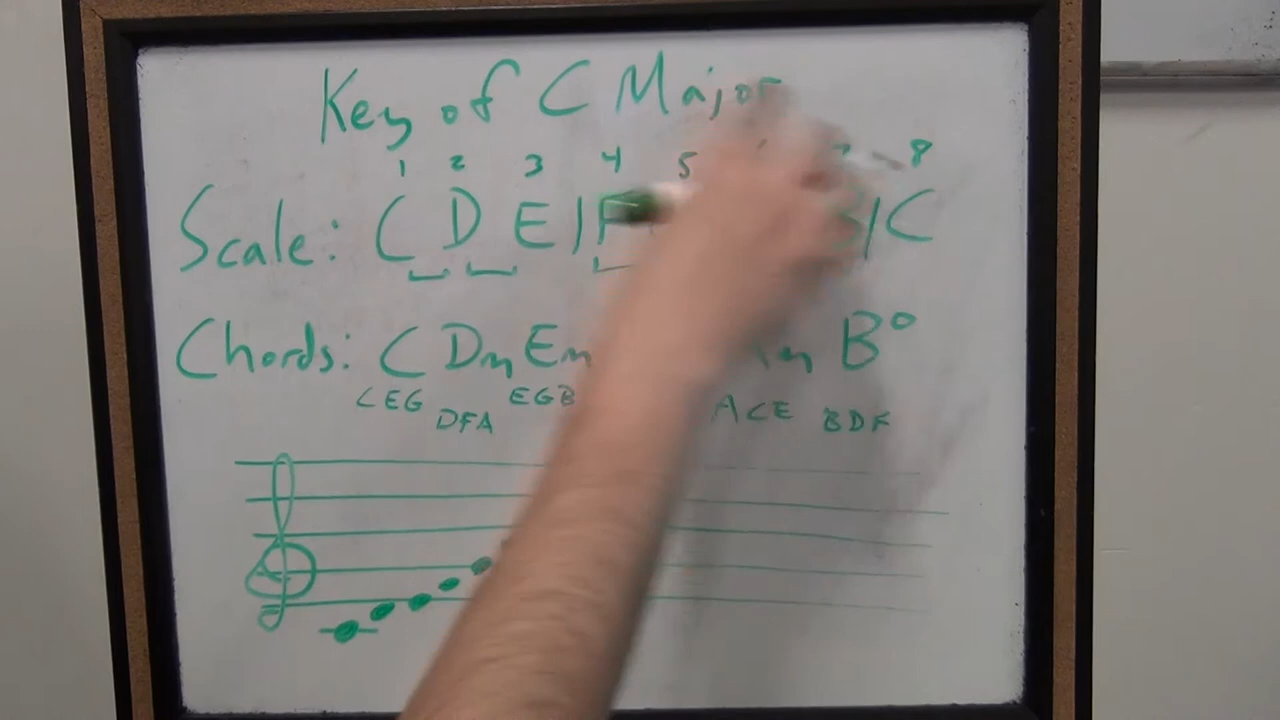 Key of C Major
1 2 3 4 5 8
Scale: C D E | F B | C
Chords: C Dm Em m B°
CEG DFA EGB ACE BDF